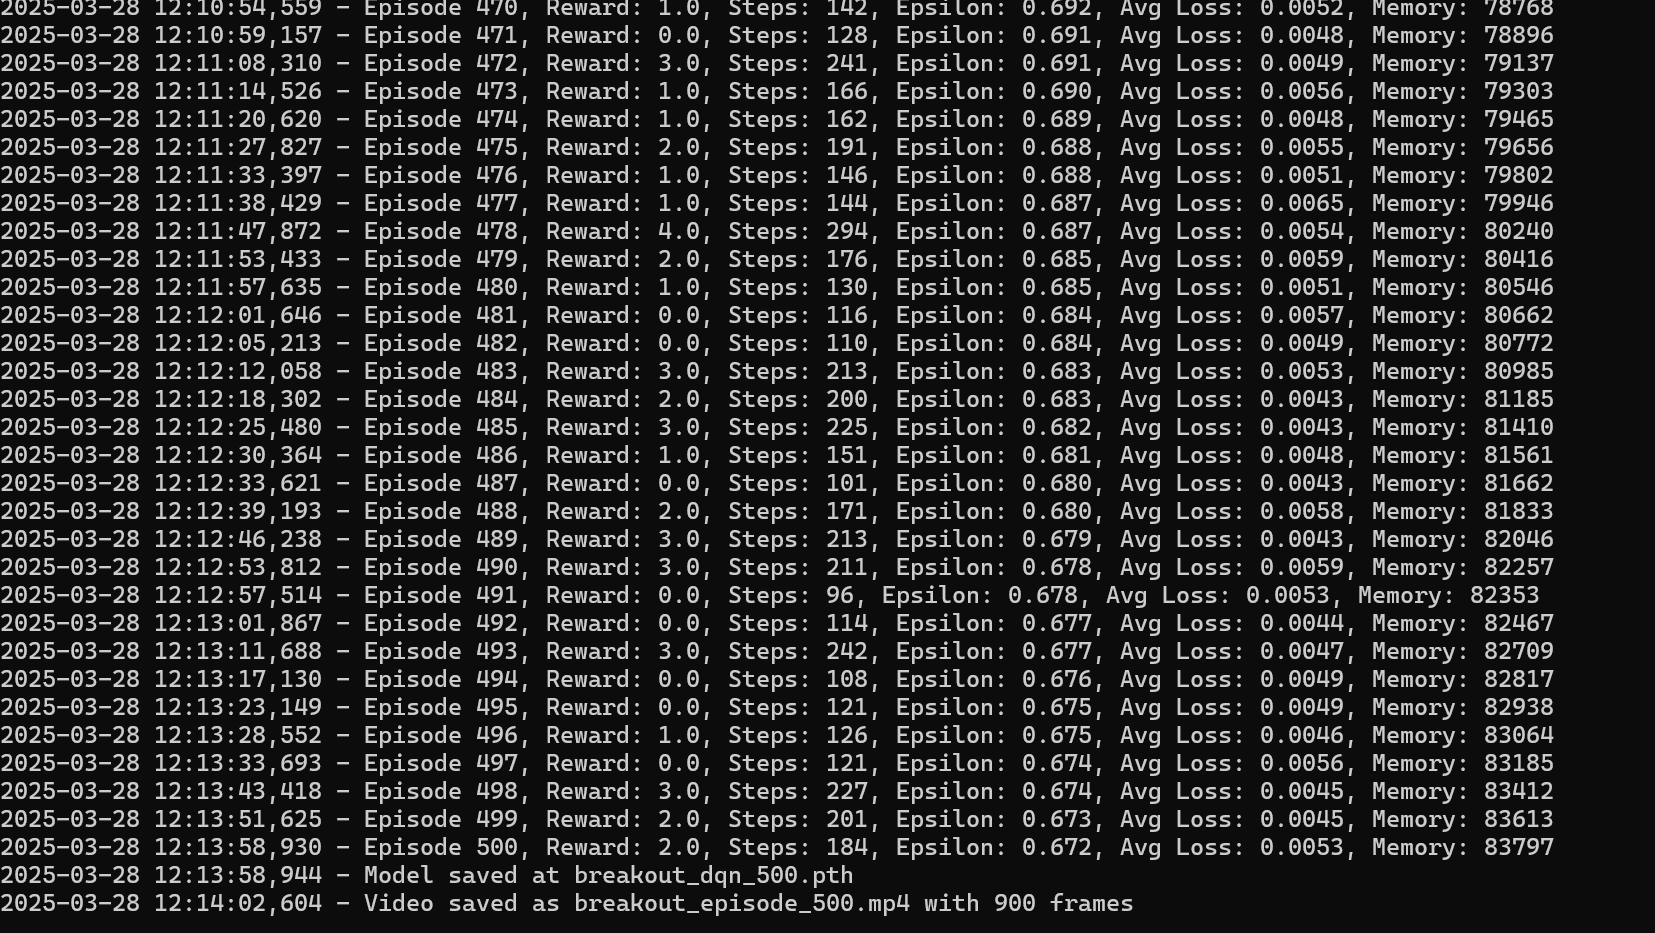 2025-03-28 12:10:54,559 - Episode 470, Reward: 1.0, Steps: 142, Epsilon: 0.692, Avg Loss: 0.0052, Memory: 78768
2025-03-28 12:10:59,157 - Episode 471, Reward: 0.0, Steps: 128, Epsilon: 0.691, Avg Loss: 0.0048, Memory: 78896
2025-03-28 12:11:08,310 - Episode 472, Reward: 3.0, Steps: 241, Epsilon: 0.691, Avg Loss: 0.0049, Memory: 79137
2025-03-28 12:11:14,526 - Episode 473, Reward: 1.0, Steps: 166, Epsilon: 0.690, Avg Loss: 0.0056, Memory: 79303
2025-03-28 12:11:20,620 - Episode 474, Reward: 1.0, Steps: 162, Epsilon: 0.689, Avg Loss: 0.0048, Memory: 79465
2025-03-28 12:11:27,827 - Episode 475, Reward: 2.0, Steps: 191, Epsilon: 0.688, Avg Loss: 0.0055, Memory: 79656
2025-03-28 12:11:33,397 - Episode 476, Reward: 1.0, Steps: 146, Epsilon: 0.688, Avg Loss: 0.0051, Memory: 79802
2025-03-28 12:11:38,429 - Episode 477, Reward: 1.0, Steps: 144, Epsilon: 0.687, Avg Loss: 0.0065, Memory: 79946
2025-03-28 12:11:47,872 - Episode 478, Reward: 4.0, Steps: 294, Epsilon: 0.687, Avg Loss: 0.0054, Memory: 80240
2025-03-28 12:11:53,433 - Episode 479, Reward: 2.0, Steps: 176, Epsilon: 0.685, Avg Loss: 0.0059, Memory: 80416
2025-03-28 12:11:57,635 - Episode 480, Reward: 1.0, Steps: 130, Epsilon: 0.685, Avg Loss: 0.0051, Memory: 80546
2025-03-28 12:12:01,646 - Episode 481, Reward: 0.0, Steps: 116, Epsilon: 0.684, Avg Loss: 0.0057, Memory: 80662
2025-03-28 12:12:05,213 - Episode 482, Reward: 0.0, Steps: 110, Epsilon: 0.684, Avg Loss: 0.0049, Memory: 80772
2025-03-28 12:12:12,058 - Episode 483, Reward: 3.0, Steps: 213, Epsilon: 0.683, Avg Loss: 0.0053, Memory: 80985
2025-03-28 12:12:18,302 - Episode 484, Reward: 2.0, Steps: 200, Epsilon: 0.683, Avg Loss: 0.0043, Memory: 81185
2025-03-28 12:12:25,480 - Episode 485, Reward: 3.0, Steps: 225, Epsilon: 0.682, Avg Loss: 0.0043, Memory: 81410
2025-03-28 12:12:30,364 - Episode 486, Reward: 1.0, Steps: 151, Epsilon: 0.681, Avg Loss: 0.0048, Memory: 81561
2025-03-28 12:12:33,621 - Episode 487, Reward: 0.0, Steps: 101, Epsilon: 0.680, Avg Loss: 0.0043, Memory: 81662
2025-03-28 12:12:39,193 - Episode 488, Reward: 2.0, Steps: 171, Epsilon: 0.680, Avg Loss: 0.0058, Memory: 81833
2025-03-28 12:12:46,238 - Episode 489, Reward: 3.0, Steps: 213, Epsilon: 0.679, Avg Loss: 0.0043, Memory: 82046
2025-03-28 12:12:53,812 - Episode 490, Reward: 3.0, Steps: 211, Epsilon: 0.678, Avg Loss: 0.0059, Memory: 82257
2025-03-28 12:12:57,514 - Episode 491, Reward: 0.0, Steps: 96, Epsilon: 0.678, Avg Loss: 0.0053, Memory: 82353
2025-03-28 12:13:01,867 - Episode 492, Reward: 0.0, Steps: 114, Epsilon: 0.677, Avg Loss: 0.0044, Memory: 82467
2025-03-28 12:13:11,688 - Episode 493, Reward: 3.0, Steps: 242, Epsilon: 0.677, Avg Loss: 0.0047, Memory: 82709
2025-03-28 12:13:17,130 - Episode 494, Reward: 0.0, Steps: 108, Epsilon: 0.676, Avg Loss: 0.0049, Memory: 82817
2025-03-28 12:13:23,149 - Episode 495, Reward: 0.0, Steps: 121, Epsilon: 0.675, Avg Loss: 0.0049, Memory: 82938
2025-03-28 12:13:28,552 - Episode 496, Reward: 1.0, Steps: 126, Epsilon: 0.675, Avg Loss: 0.0046, Memory: 83064
2025-03-28 12:13:33,693 - Episode 497, Reward: 0.0, Steps: 121, Epsilon: 0.674, Avg Loss: 0.0056, Memory: 83185
2025-03-28 12:13:43,418 - Episode 498, Reward: 3.0, Steps: 227, Epsilon: 0.674, Avg Loss: 0.0045, Memory: 83412
2025-03-28 12:13:51,625 - Episode 499, Reward: 2.0, Steps: 201, Epsilon: 0.673, Avg Loss: 0.0045, Memory: 83613
2025-03-28 12:13:58,930 - Episode 500, Reward: 2.0, Steps: 184, Epsilon: 0.672, Avg Loss: 0.0053, Memory: 83797
2025-03-28 12:13:58,944 - Model saved at breakout_dqn_500.pth
2025-03-28 12:14:02,604 - Video saved as breakout_episode_500.mp4 with 900 frames